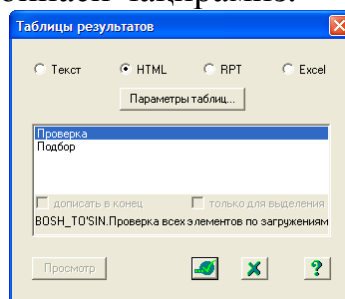 Таблицы результатов
Текст HTML RPT Excel
Параметры таблиц...
Проверка
Подбор
дописать в конец только для выделения
BOSH_TO'SIN.Проверка всех элементов по загружениям
Просмотр
?